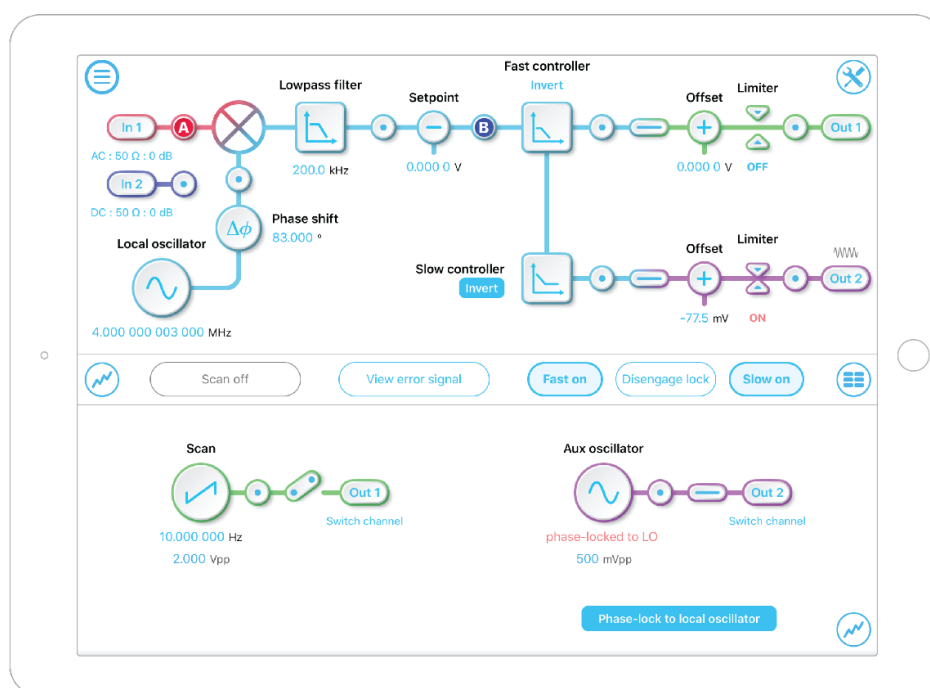 Fast controller
Invert
Lowpass filter
Setpoint
Offset
Limiter
In 1
A
B
Out 1
AC : 50 Ω : 0 dB
200.0 kHz
0.000 0 V
0.000 0 V
OFF
In 2
DC : 50 Ω : 0 dB
Δϕ
Phase shift
83.000 °
Local oscillator
Slow controller
Invert
Offset
Limiter
Out 2
-77.5 mV
ON
4.000 000 003 000 MHz
Scan off
View error signal
Fast on
Disengage lock
Slow on
Scan
Out 1
Switch channel
10.000 000 Hz
2.000 Vpp
Aux oscillator
Out 2
Switch channel
phase-locked to LO
500 mVpp
Phase-lock to local oscillator